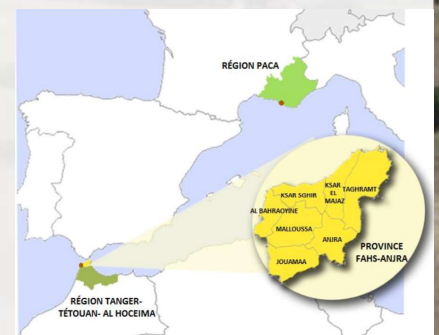 RÉGION PACA
KSAR SGHIR
KSAR
EL
MAJAZ
TAGHRAMT
AL BAHRAOYINE
MALLOUSSA
ANJRA
JOUAMAA
PROVINCE
FAHS-ANJRA
RÉGION TANGER-
TÉTOUAN- AL HOCEIMA